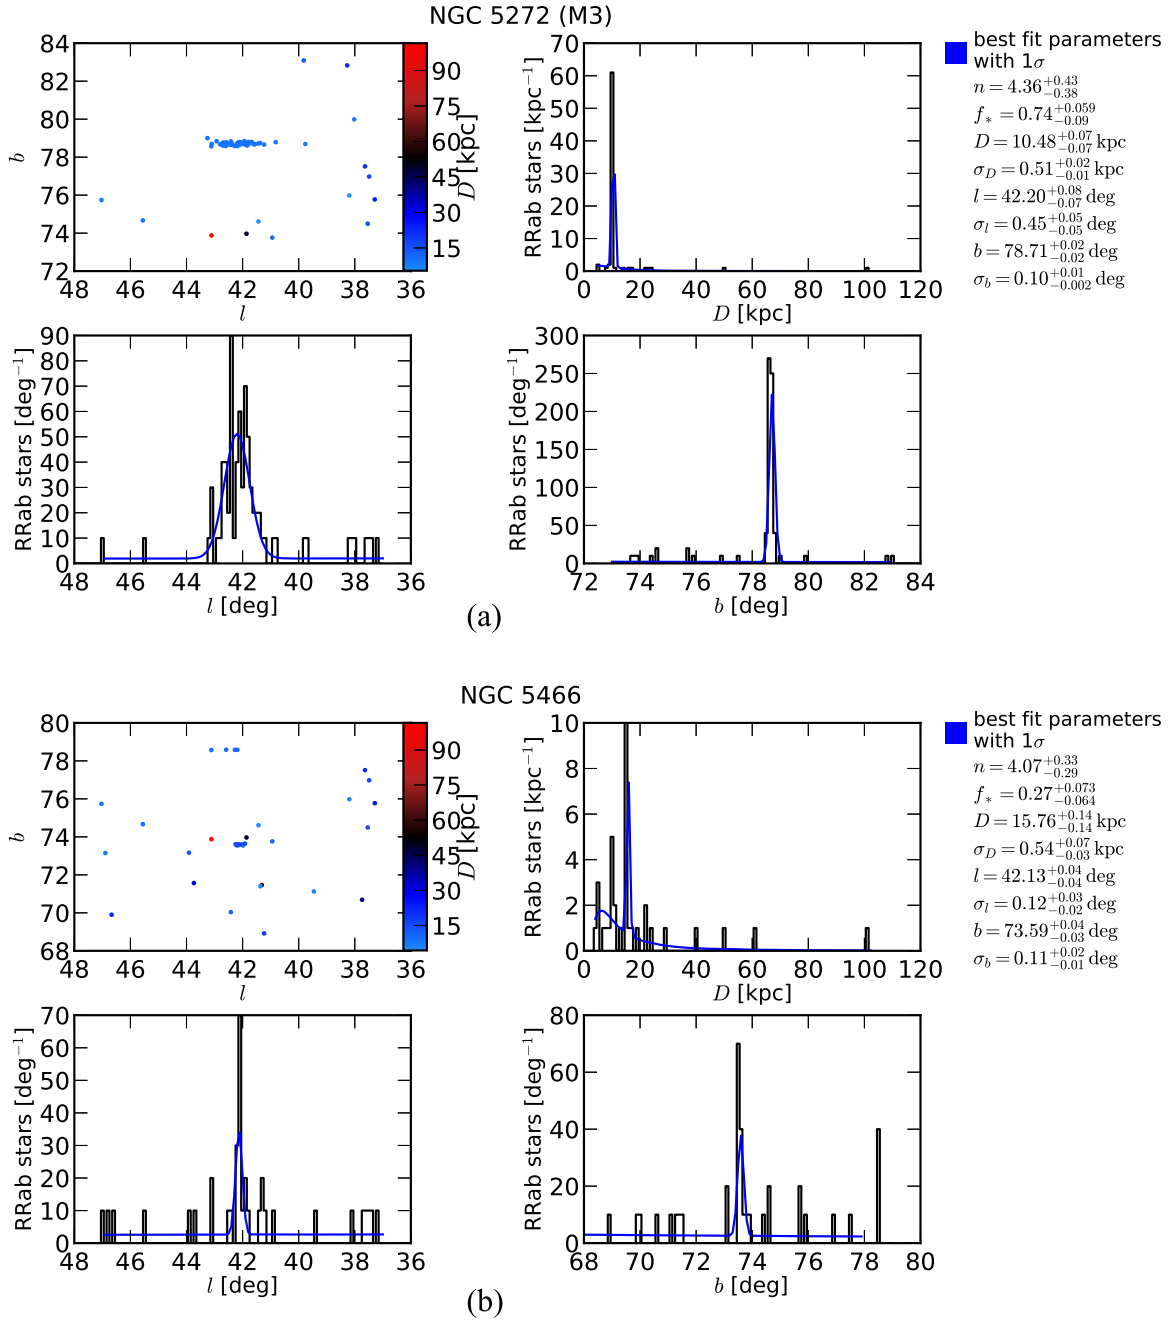 NGC 5272 (M3)
84
82
80
78
76
74
72
b
48 46 44 42 40 38 36
l
90
75
60
45
30
15
D [kpc]
70
60
50
40
30
20
10
0
RRab stars [kpc⁻¹]
0 20 40 60 80 100 120
D [kpc]
best fit parameters
with 1σ
n = 4.36 +0.43 −0.38
f∗ = 0.74 +0.059 −0.09
D = 10.48 +0.07 −0.07 kpc
σ_D = 0.51 +0.02 −0.01 kpc
l = 42.20 +0.08 −0.07 deg
σ_l = 0.45 +0.05 −0.05 deg
b = 78.71 +0.02 −0.02 deg
σ_b = 0.10 +0.01 −0.002 deg
90
80
70
60
50
40
30
20
10
0
RRab stars [deg⁻¹]
48 46 44 42 40 38 36
l [deg]
300
250
200
150
100
50
0
RRab stars [deg⁻¹]
72 74 76 78 80 82 84
b [deg]
(a)
NGC 5466
80
78
76
74
72
70
68
b
48 46 44 42 40 38 36
l
90
75
60
45
30
15
D [kpc]
10
8
6
4
2
0
RRab stars [kpc⁻¹]
0 20 40 60 80 100 120
D [kpc]
best fit parameters
with 1σ
n = 4.07 +0.33 −0.29
f∗ = 0.27 +0.073 −0.064
D = 15.76 +0.14 −0.14 kpc
σ_D = 0.54 +0.07 −0.03 kpc
l = 42.13 +0.04 −0.04 deg
σ_l = 0.12 +0.03 −0.02 deg
b = 73.59 +0.04 −0.03 deg
σ_b = 0.11 +0.02 −0.01 deg
70
60
50
40
30
20
10
0
RRab stars [deg⁻¹]
48 46 44 42 40 38 36
l [deg]
80
60
40
20
0
RRab stars [deg⁻¹]
68 70 72 74 76 78 80
b [deg]
(b)